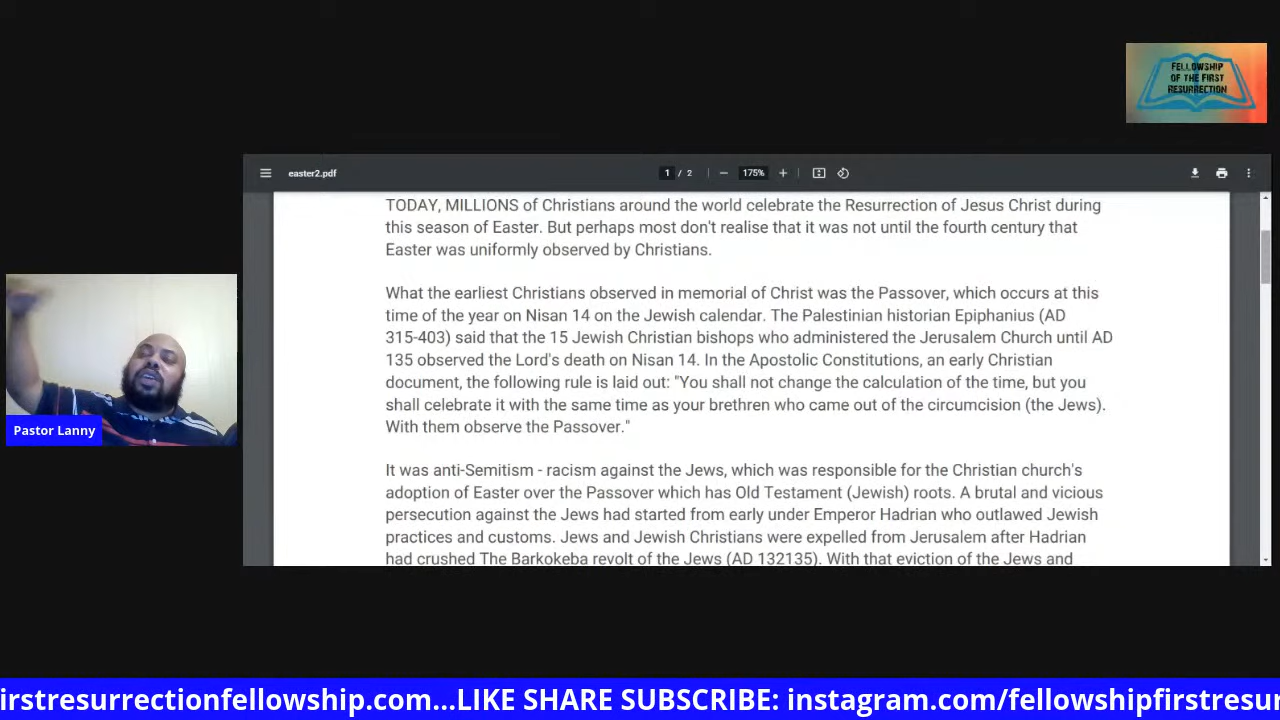 FELLOWSHIP
OF THE FIRST
RESURRECTION
easter2.pdf
1 / 2
175%
TODAY, MILLIONS of Christians around the world celebrate the Resurrection of Jesus Christ during
this season of Easter. But perhaps most don't realise that it was not until the fourth century that
Easter was uniformly observed by Christians.
What the earliest Christians observed in memorial of Christ was the Passover, which occurs at this
time of the year on Nisan 14 on the Jewish calendar. The Palestinian historian Epiphanius (AD
315-403) said that the 15 Jewish Christian bishops who administered the Jerusalem Church until AD
135 observed the Lord's death on Nisan 14. In the Apostolic Constitutions, an early Christian
document, the following rule is laid out: "You shall not change the calculation of the time, but you
shall celebrate it with the same time as your brethren who came out of the circumcision (the Jews).
With them observe the Passover."
It was anti-Semitism - racism against the Jews, which was responsible for the Christian church's
adoption of Easter over the Passover which has Old Testament (Jewish) roots. A brutal and vicious
persecution against the Jews had started from early under Emperor Hadrian who outlawed Jewish
practices and customs. Jews and Jewish Christians were expelled from Jerusalem after Hadrian
had crushed The Barkokeba revolt of the Jews (AD 132135). With that eviction of the Jews and
Pastor Lanny
irstresurrectionfellowship.com...LIKE SHARE SUBSCRIBE: instagram.com/fellowshipfirstresur